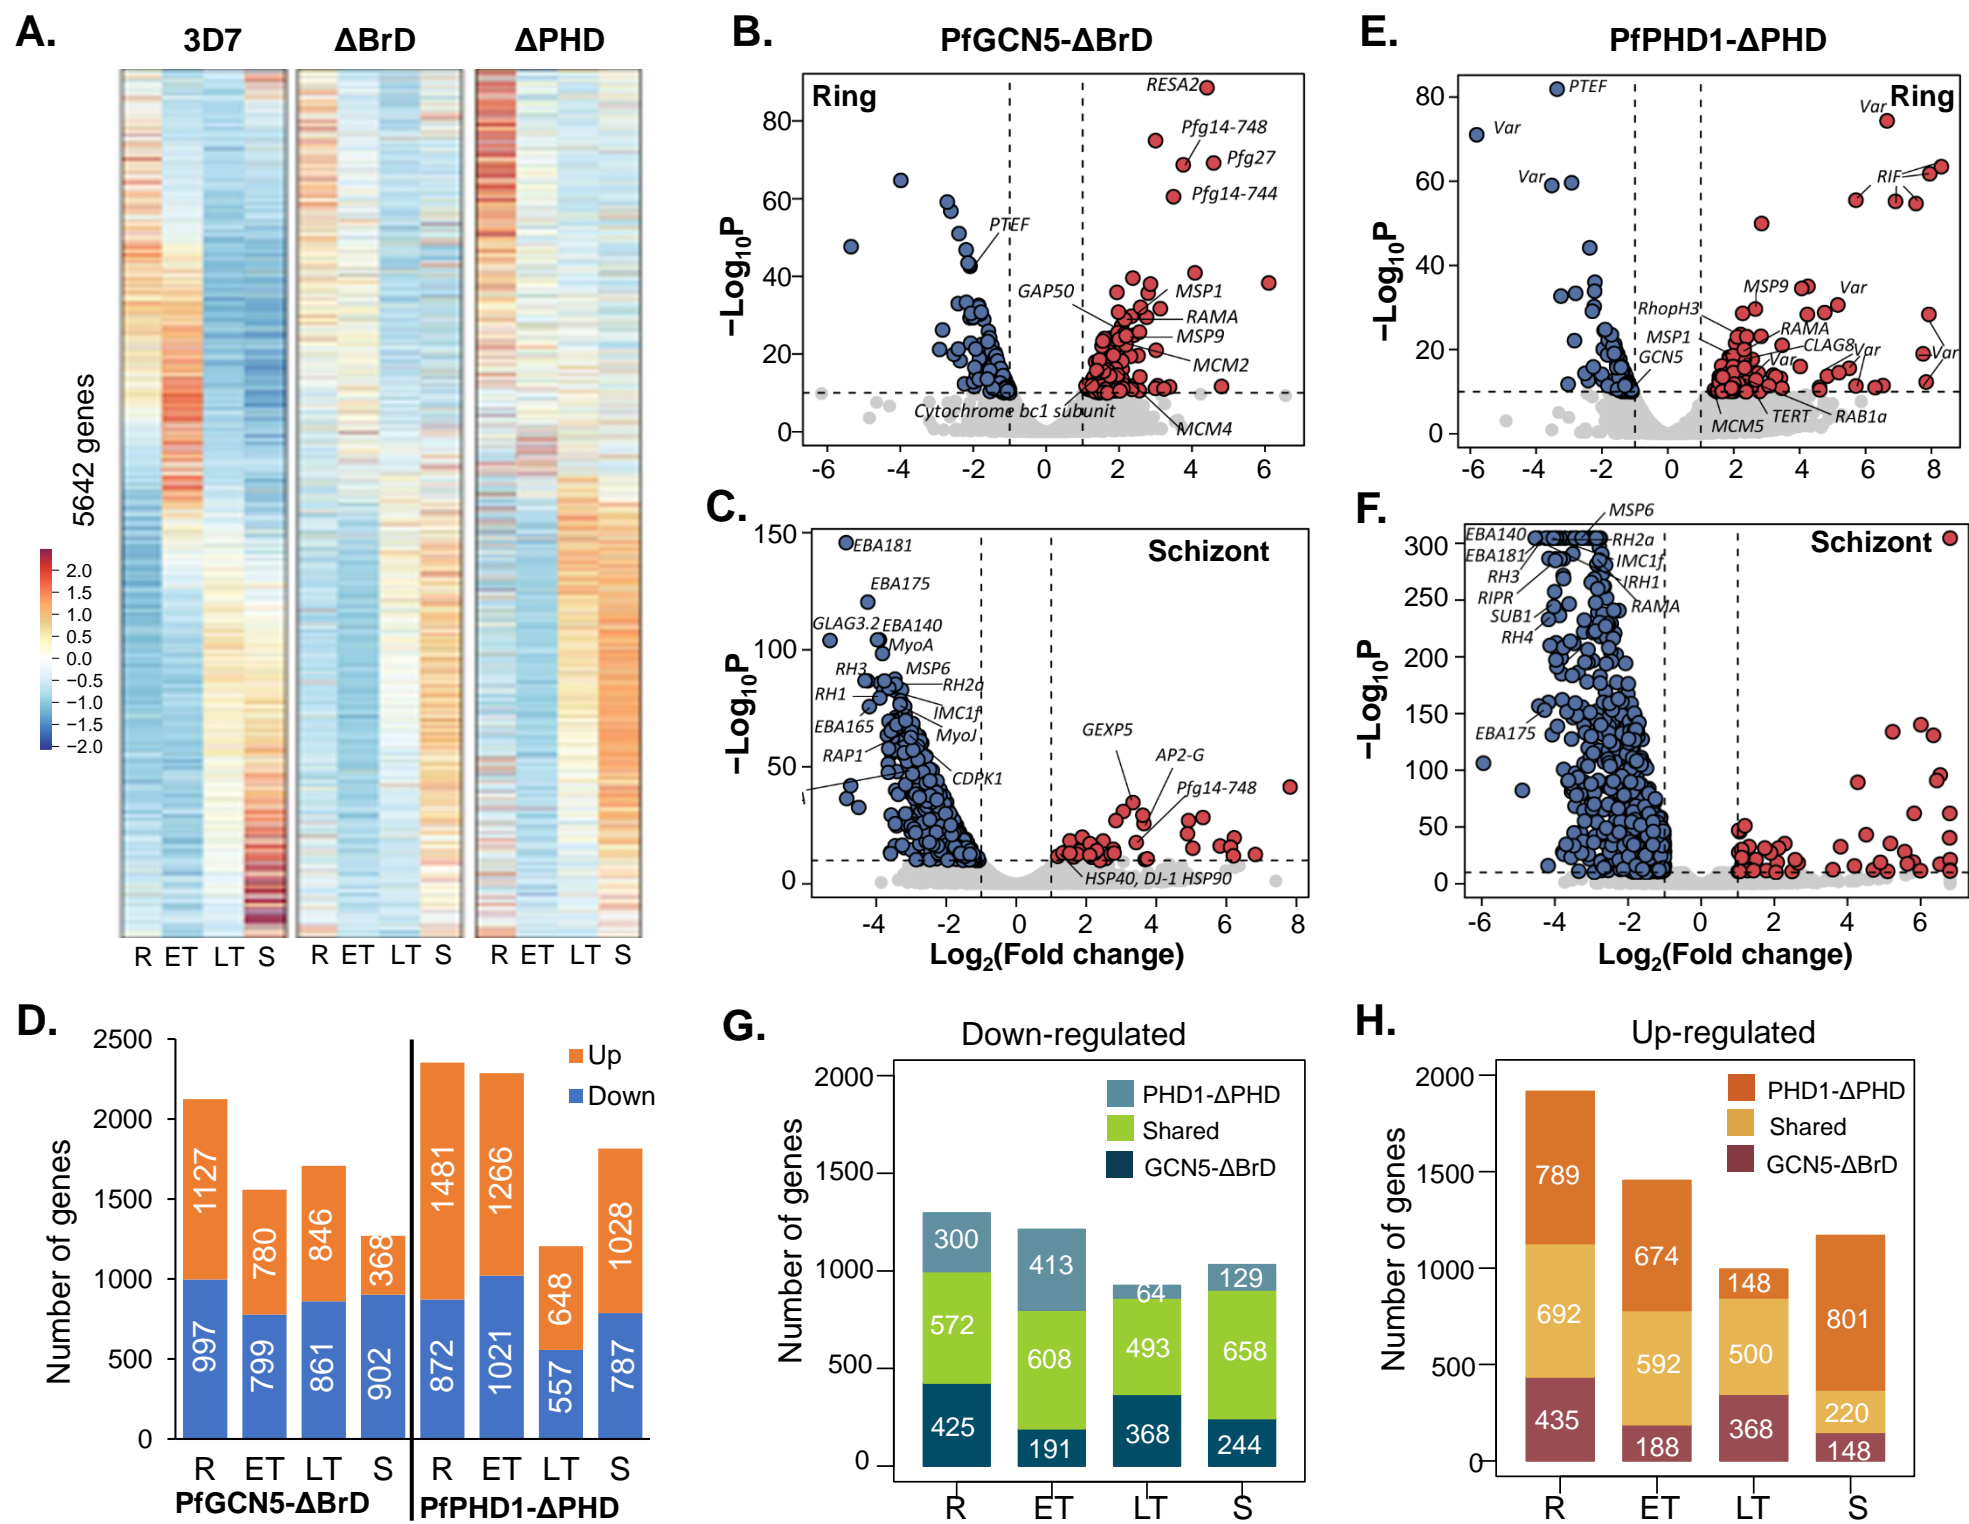 A.
3D7 ΔBrD ΔPHD
5642 genes
2.0
1.5
1.0
0.5
0.0
−0.5
−1.0
−1.5
−2.0
R ET LT S R ET LT S R ET LT S
B.
PfGCN5-ΔBrD
Ring
−Log10P
80
60
40
20
0
RESA2
Pfg14-748
Pfg27
Pfg14-744
PTEF
GAP50
MSP1
RAMA
MSP9
MCM2
Cytochrome bc1 subunit
MCM4
-6 -4 -2 0 2 4 6
C.
Schizont
−Log10P
150
100
50
0
EBA181
EBA175
GLAG3.2
EBA140
MyoA
RH3
MSP6
RH2a
RH1
IMC1f
EBA165
MyoJ
RAP1
CDPK1
GEXP5
AP2-G
Pfg14-748
HSP40, DJ-1 HSP90
-4 -2 0 2 4 6 8
Log2(Fold change)
E.
PfPHD1-ΔPHD
Ring
−Log10P
80
60
40
20
0
PTEF
Var
Var
Var
RIF
MSP9
Var
RhopH3
RAMA
MSP1
CLAG8
GCN5
Var
Var
Var
MCM5
TERT
RAB1a
-6 -4 -2 0 2 4 6 8
F.
Schizont
−Log10P
300
250
200
150
100
50
0
MSP6
EBA140
RH2a
EBA181
IMC1f
RH3
RH1
RIPR
RAMA
SUB1
RH4
EBA175
-6 -4 -2 0 2 4 6
Log2(Fold change)
D.
Number of genes
2500
2000
1500
1000
500
0
Up
Down
1127 780 846 368 1481 1266 648 1028
997 799 861 902 872 1021 557 787
R ET LT S R ET LT S
PfGCN5-ΔBrD PfPHD1-ΔPHD
G.
Down-regulated
Number of genes
2000
1500
1000
500
0
PHD1-ΔPHD
Shared
GCN5-ΔBrD
300 413 64 129
572 608 493 658
425 191 368 244
R ET LT S
H.
Up-regulated
Number of genes
2000
1500
1000
500
0
PHD1-ΔPHD
Shared
GCN5-ΔBrD
789 674 148 801
692 592 500 220
435 188 368 148
R ET LT S